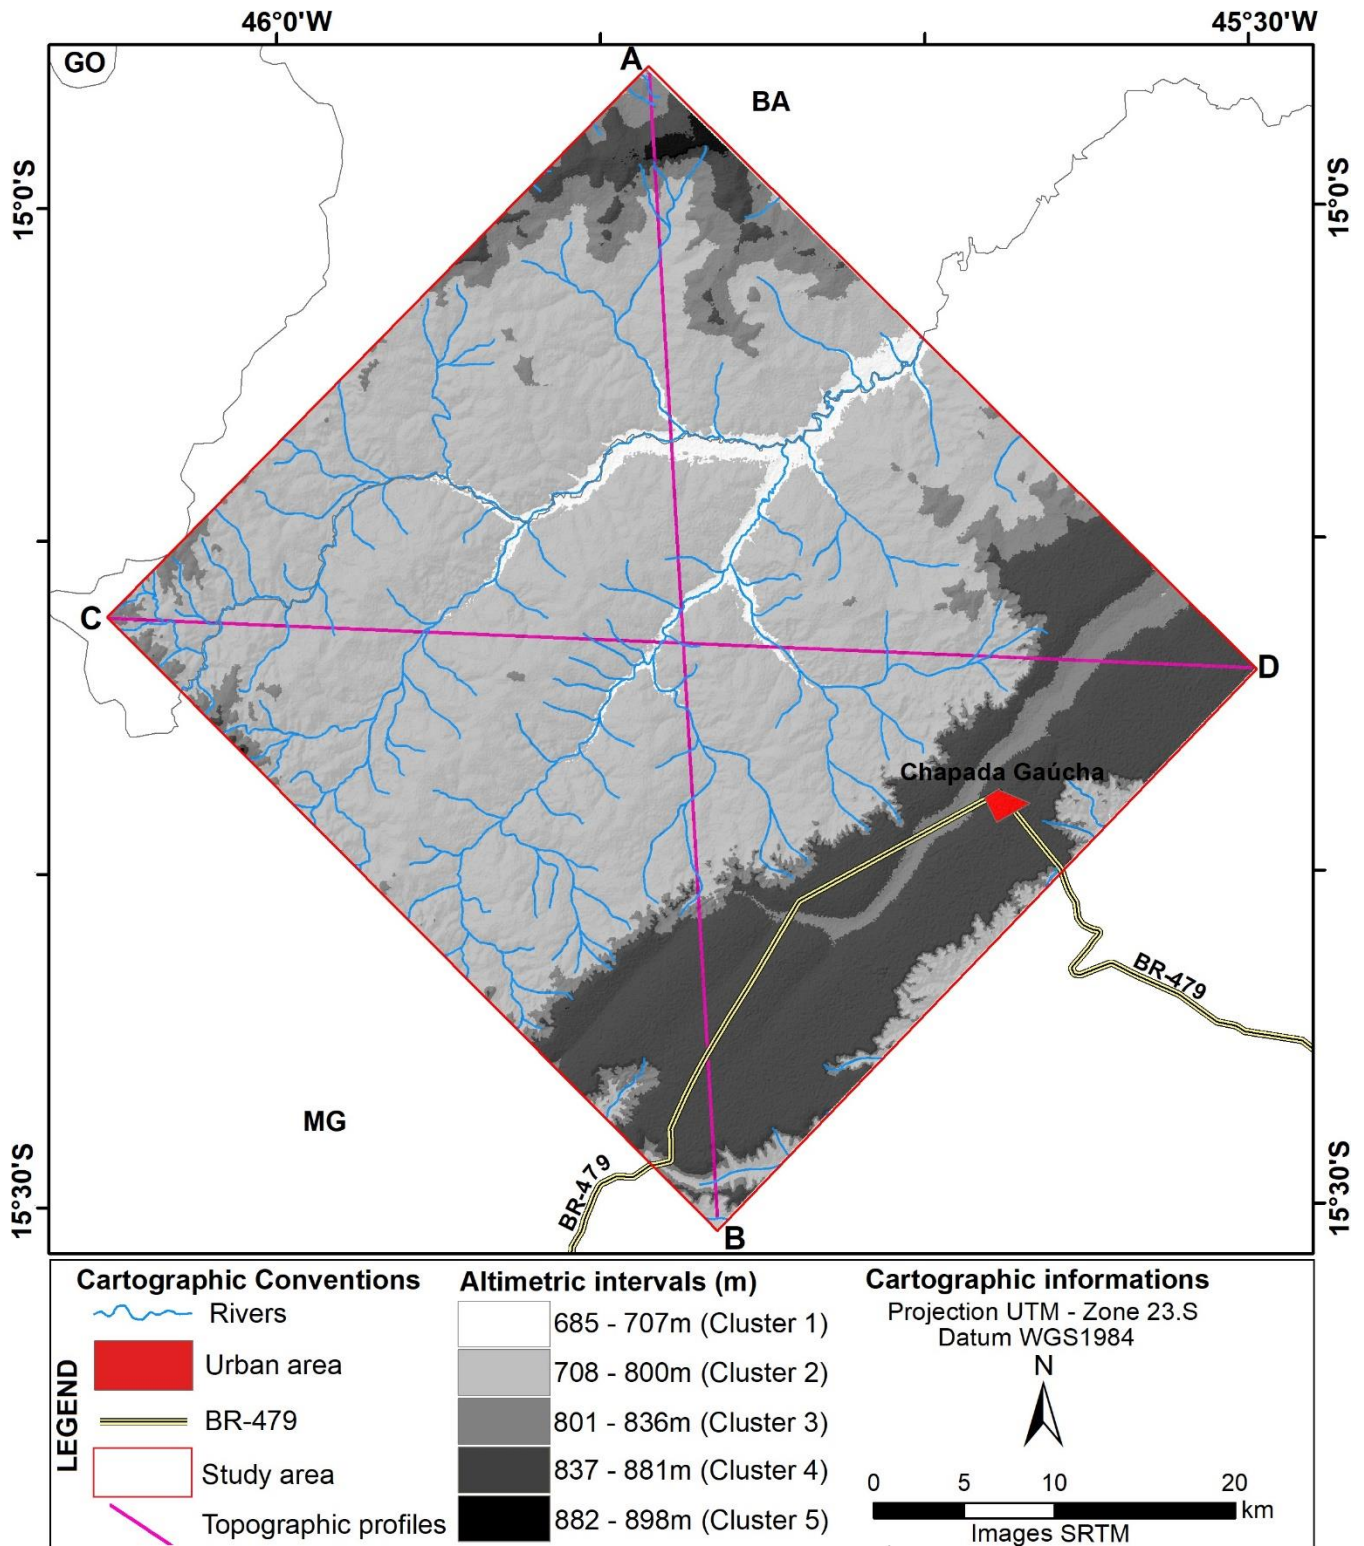 46°0'W
45°30'W
GO
A
BA
15°0'S
15°0'S
C
D
Chapada Gaúcha
BR-479
MG
BR-479
15°30'S
15°30'S
B
LEGEND
Cartographic Conventions
Rivers
Urban area
BR-479
Study area
Topographic profiles
Altimetric intervals (m)
685 - 707m (Cluster 1)
708 - 800m (Cluster 2)
801 - 836m (Cluster 3)
837 - 881m (Cluster 4)
882 - 898m (Cluster 5)
Cartographic informations
Projection UTM - Zone 23.S
Datum WGS1984
N
0 5 10 20
km
Images SRTM